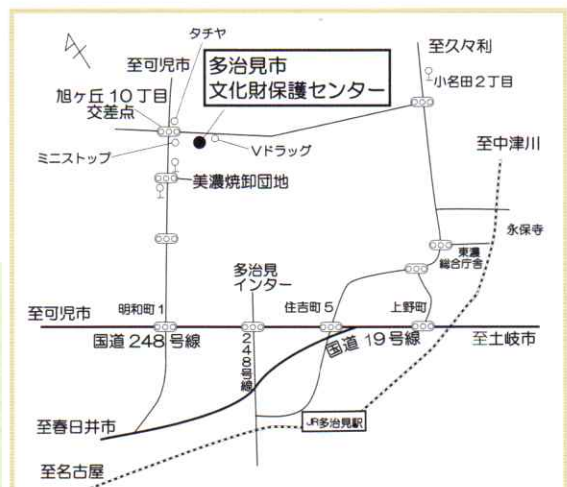 タチヤ
至可児市
至久々利
多治見市
文化財保護センター
旭ヶ丘10丁目
交差点
小名田2丁目
ミニストップ
Vドラッグ
至中津川
美濃焼卸団地
永保寺
東濃
総合庁舎
多治見
インター
至可児市
明和町1
住吉町5
上野町
国道248号線
248号線
国道19号線
至土岐市
至春日井市
JR多治見駅
至名古屋